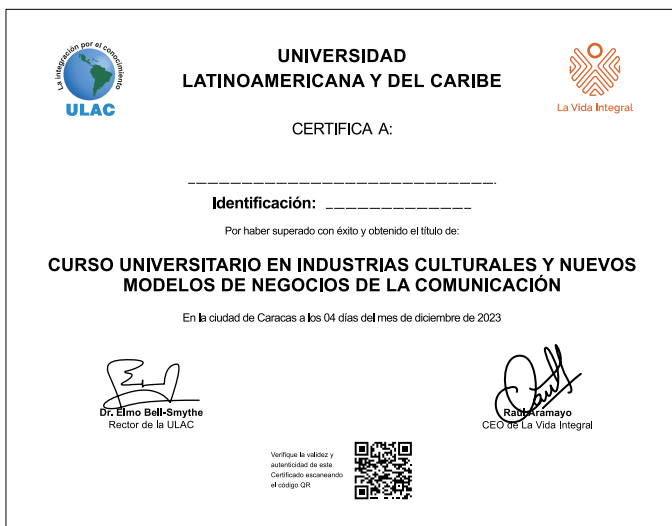 La integración por el conocimiento
ULAC
UNIVERSIDAD
LATINOAMERICANA Y DEL CARIBE
La Vida Integral
CERTIFICA A:
Identificación:
Por haber superado con éxito y obtenido el título de:
CURSO UNIVERSITARIO EN INDUSTRIAS CULTURALES Y NUEVOS
MODELOS DE NEGOCIOS DE LA COMUNICACIÓN
En la ciudad de Caracas a los 04 días del mes de diciembre de 2023
Dr. Elmo Bell-Smythe
Rector de la ULAC
Raúl Aramayo
CEO de La Vida Integral
Verifique la validez y
autenticidad de este
Certificado escaneando
el código QR